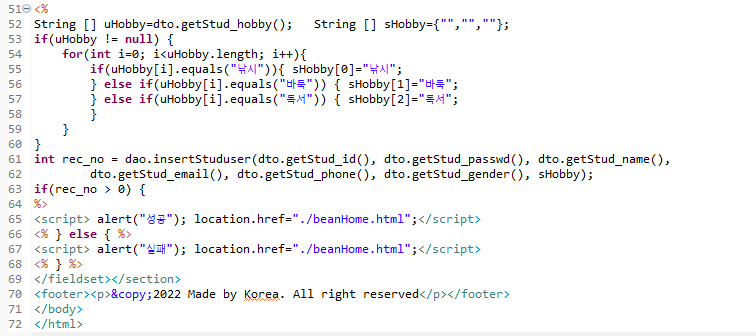 51 <%
52 String [] uHobby=dto.getStud_hobby();   String [] sHobby={"","",""};
53 if(uHobby != null) {
54     for(int i=0; i<uHobby.length; i++){
55         if(uHobby[i].equals("낚시")){ sHobby[0]="낚시";
56         } else if(uHobby[i].equals("바둑")) { sHobby[1]="바둑";
57         } else if(uHobby[i].equals("독서")) { sHobby[2]="독서";
58         }
59     }
60 }
61 int rec_no = dao.insertStuduser(dto.getStud_id(), dto.getStud_passwd(), dto.getStud_name(),
62         dto.getStud_email(), dto.getStud_phone(), dto.getStud_gender(), sHobby);
63 if(rec_no > 0) {
64 %>
65 <script> alert("성공"); location.href="./beanHome.html";</script>
66 <% } else { %>
67 <script> alert("실패"); location.href="./beanHome.html";</script>
68 <% } %>
69 </fieldset></section>
70 <footer><p>&copy;2022 Made by Korea. All right reserved</p></footer>
71 </body>
72 </html>